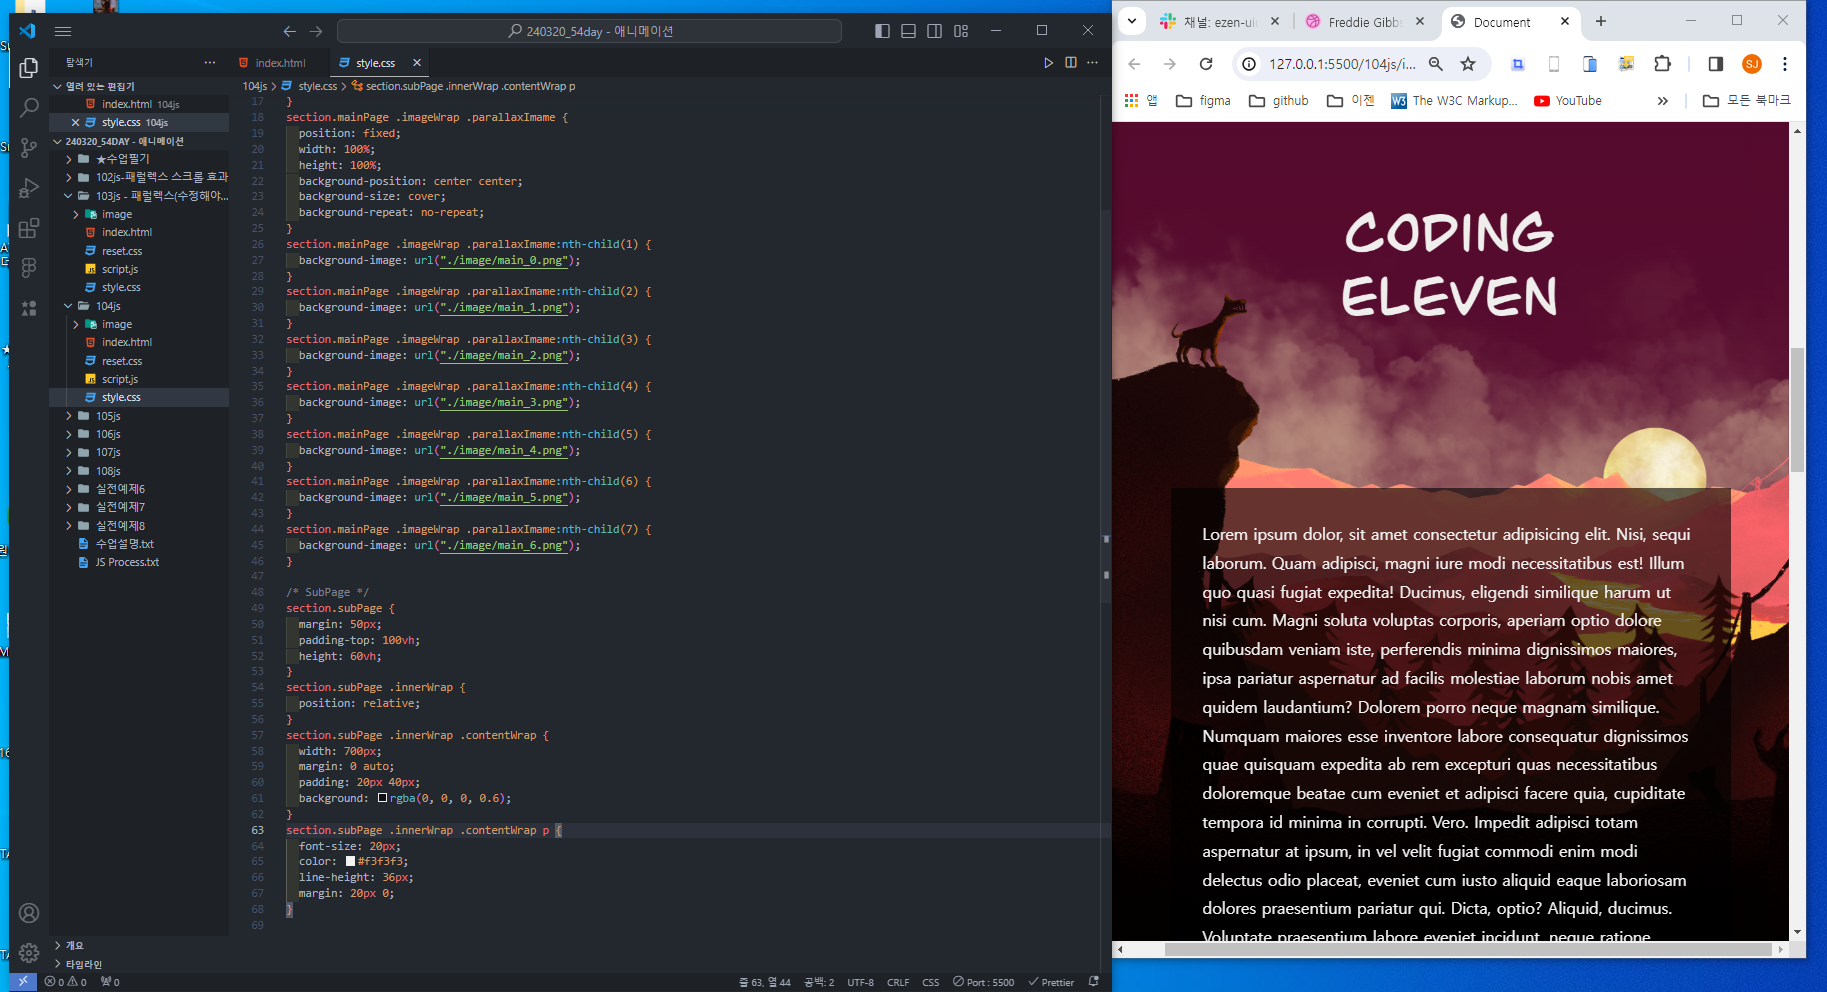 240320_54day - 애니메이션
탐색기
열려 있는 편집기
index.html 104js
style.css 104js
240320_54DAY - 애니메이션
★수업필기
102js-패럴렉스 스크롤 효과
103js - 패럴렉스(수정해야...
image
index.html
reset.css
script.js
style.css
104js
image
index.html
reset.css
script.js
style.css
105js
106js
107js
108js
실전예제6
실전예제7
실전예제8
수업설명.txt
JS Process.txt
개요
타임라인
index.html
style.css
104js > style.css > section.subPage .innerWrap .contentWrap p
17 }
18 section.mainPage .imageWrap .parallaxImame {
19 position: fixed;
20 width: 100%;
21 height: 100%;
22 background-position: center center;
23 background-size: cover;
24 background-repeat: no-repeat;
25 }
26 section.mainPage .imageWrap .parallaxImame:nth-child(1) {
27 background-image: url("./image/main_0.png");
28 }
29 section.mainPage .imageWrap .parallaxImame:nth-child(2) {
30 background-image: url("./image/main_1.png");
31 }
32 section.mainPage .imageWrap .parallaxImame:nth-child(3) {
33 background-image: url("./image/main_2.png");
34 }
35 section.mainPage .imageWrap .parallaxImame:nth-child(4) {
36 background-image: url("./image/main_3.png");
37 }
38 section.mainPage .imageWrap .parallaxImame:nth-child(5) {
39 background-image: url("./image/main_4.png");
40 }
41 section.mainPage .imageWrap .parallaxImame:nth-child(6) {
42 background-image: url("./image/main_5.png");
43 }
44 section.mainPage .imageWrap .parallaxImame:nth-child(7) {
45 background-image: url("./image/main_6.png");
46 }
47
48 /* SubPage */
49 section.subPage {
50 margin: 50px;
51 padding-top: 100vh;
52 height: 60vh;
53 }
54 section.subPage .innerWrap {
55 position: relative;
56 }
57 section.subPage .innerWrap .contentWrap {
58 width: 700px;
59 margin: 0 auto;
60 padding: 20px 40px;
61 background: rgba(0, 0, 0, 0.6);
62 }
63 section.subPage .innerWrap .contentWrap p {
64 font-size: 20px;
65 color: #f3f3f3;
66 line-height: 36px;
67 margin: 20px 0;
68 }
69
0 0 0
줄 63, 열 44 공백: 2 UTF-8 CRLF CSS Port : 5500 Prettier
채널: ezen-ui
Freddie Gibbs
Document
127.0.0.1:5500/104js/i...
SJ
앱 figma github 이젠 The W3C Markup... YouTube » 모든 북마크
CODING
ELEVEN
Lorem ipsum dolor, sit amet consectetur adipisicing elit. Nisi, sequi
laborum. Quam adipisci, magni iure modi necessitatibus est! Illum
quo quasi fugiat expedita! Ducimus, eligendi similique harum ut
nisi cum. Magni soluta voluptas corporis, aperiam optio dolore
quibusdam veniam iste, perferendis minima dignissimos maiores,
ipsa pariatur aspernatur ad facilis molestiae laborum nobis amet
quidem laudantium? Dolorem porro neque magnam similique.
Numquam maiores esse inventore labore consequatur dignissimos
quae quisquam expedita ab rem excepturi quas necessitatibus
doloremque beatae cum eveniet et adipisci facere quia, cupiditate
tempora id minima in corrupti. Vero. Impedit adipisci totam
aspernatur at ipsum, in vel velit fugiat commodi enim modi
delectus odio placeat, eveniet cum iusto aliquid eaque laboriosam
dolores praesentium pariatur qui. Dicta, optio? Aliquid, ducimus.
Voluptate praesentium labore eveniet incidunt, neque ratione